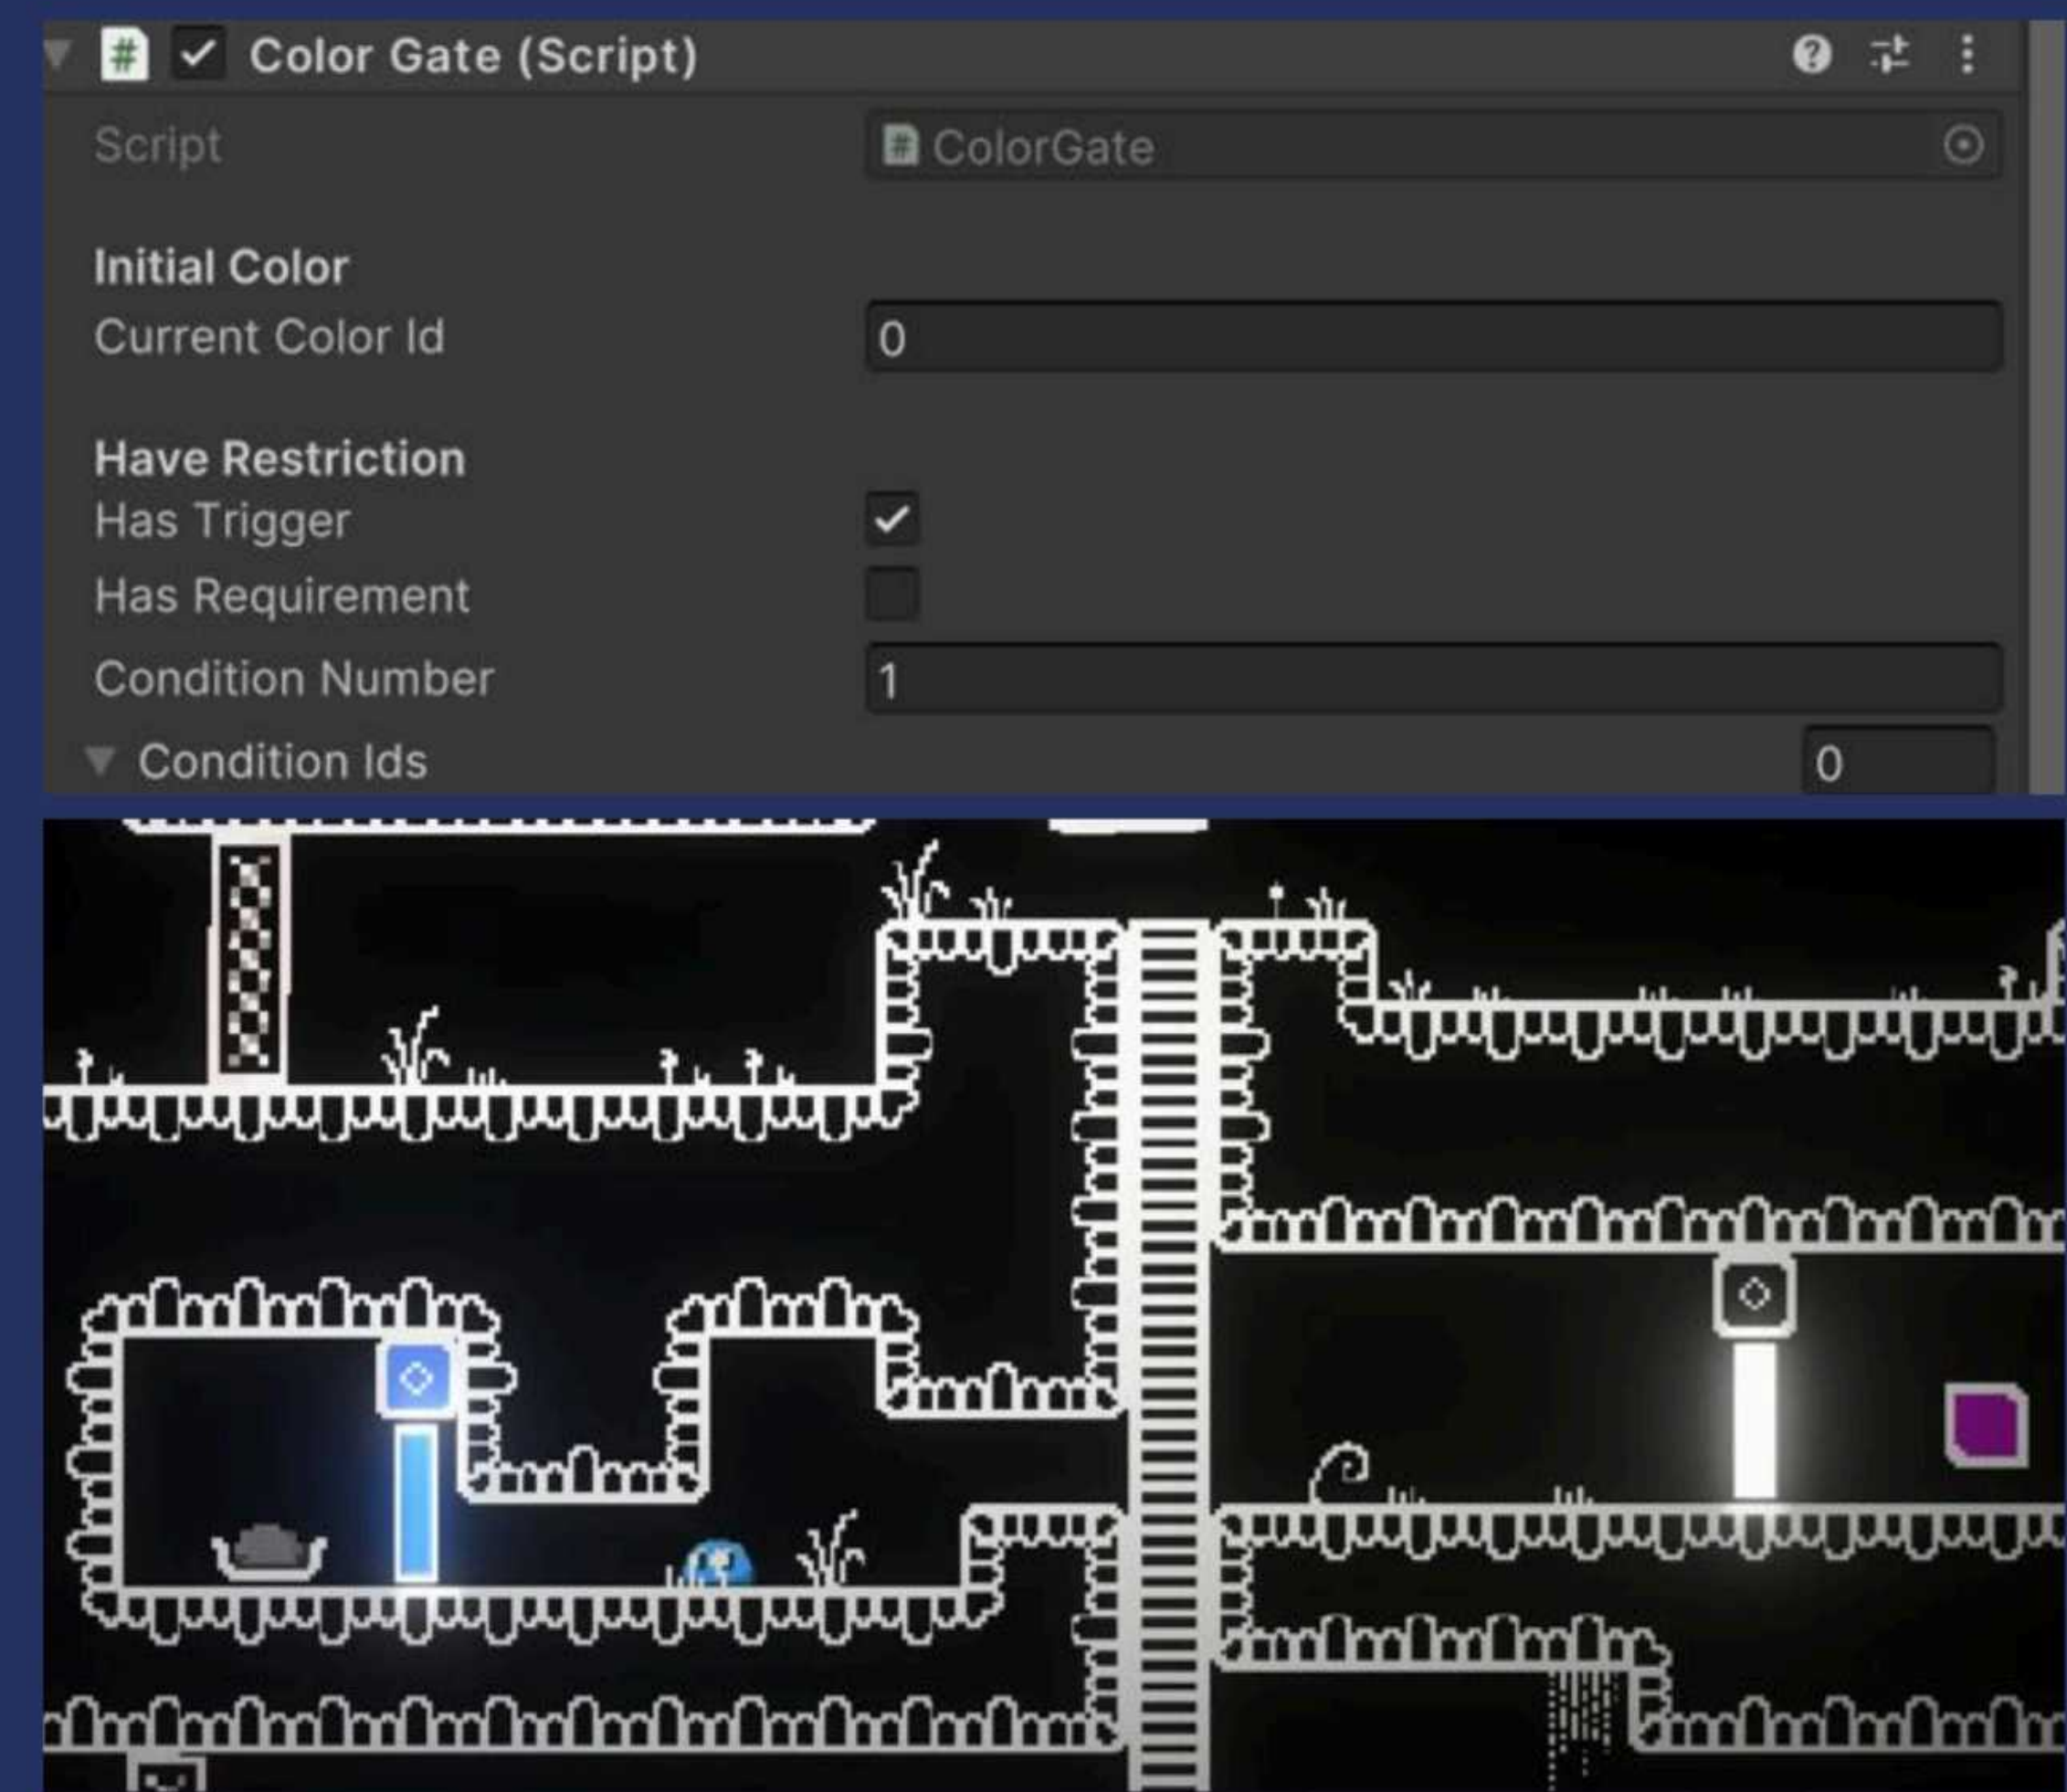 Color Gate (Script)
Script # ColorGate
Initial Color
Current Color Id 0
Have Restriction
Has Trigger
Has Requirement
Condition Number 1
Condition Ids 0